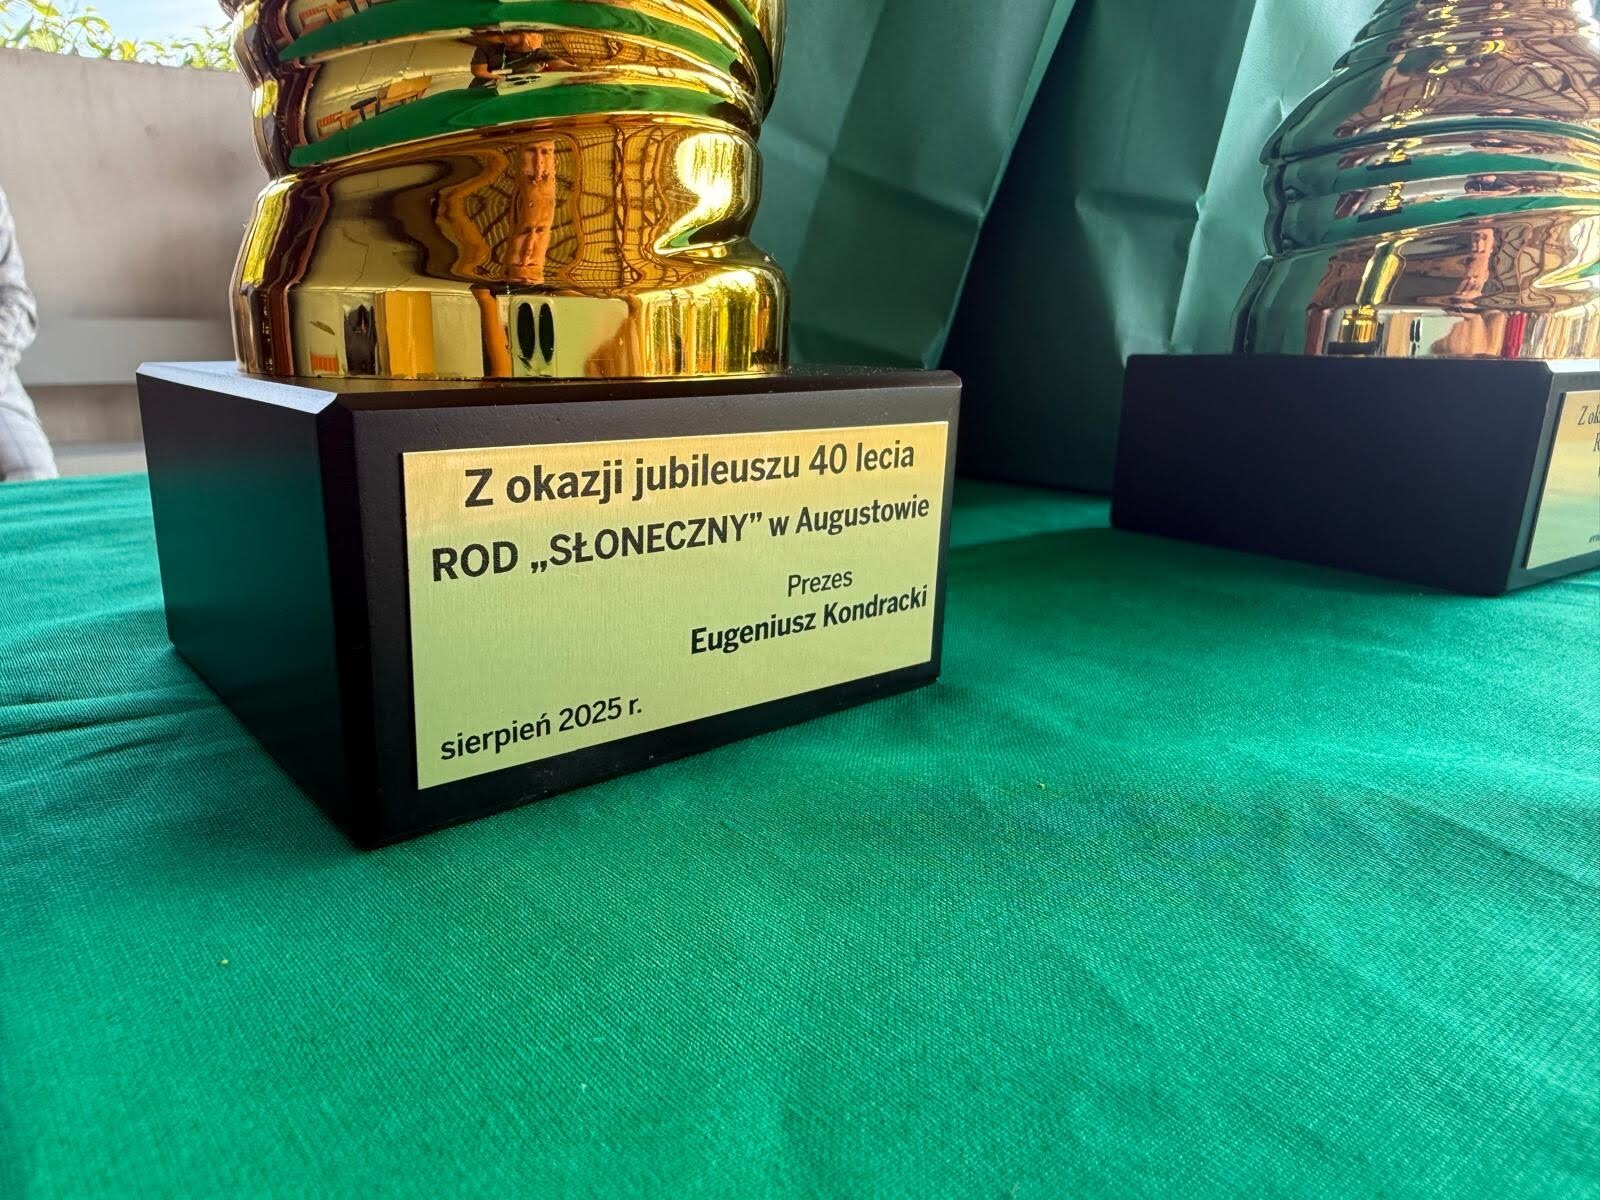 Z okazji jubileuszu 40 lecia
ROD „SŁONECZNY” w Augustowie
Prezes
Eugeniusz Kondracki
sierpień 2025 r.